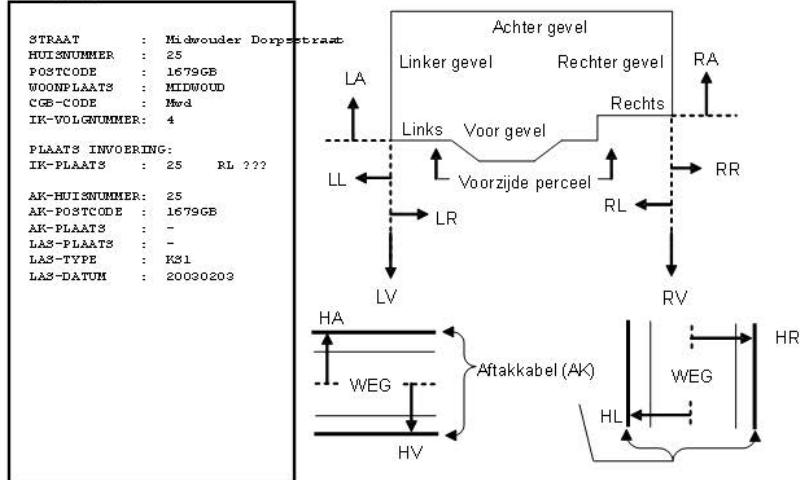 STRAAT : Midwouder Dorpsstraat
HUISNUMMER : 25
POSTCODE : 1679GB
WOONPLAATS : MIDWOUD
CGB-CODE : Mwd
IK-VOLGNUMMER: 4
PLAATS INVOERING:
IK-PLAATS : 25 RL ???
AK-HUISNUMMER: 25
AK-POSTCODE : 1679GB
AK-PLAATS : -
LAS-PLAATS : -
LAS-TYPE : KS1
LAS-DATUM : 20030203
Achter gevel
Linker gevel Rechter gevel
LA RA
Rechts
Links Voor gevel
LL Voorzijde perceel RR
LR RL
LV RV
HA
WEG
HV
Aftakkabel (AK)
HR
WEG
HL